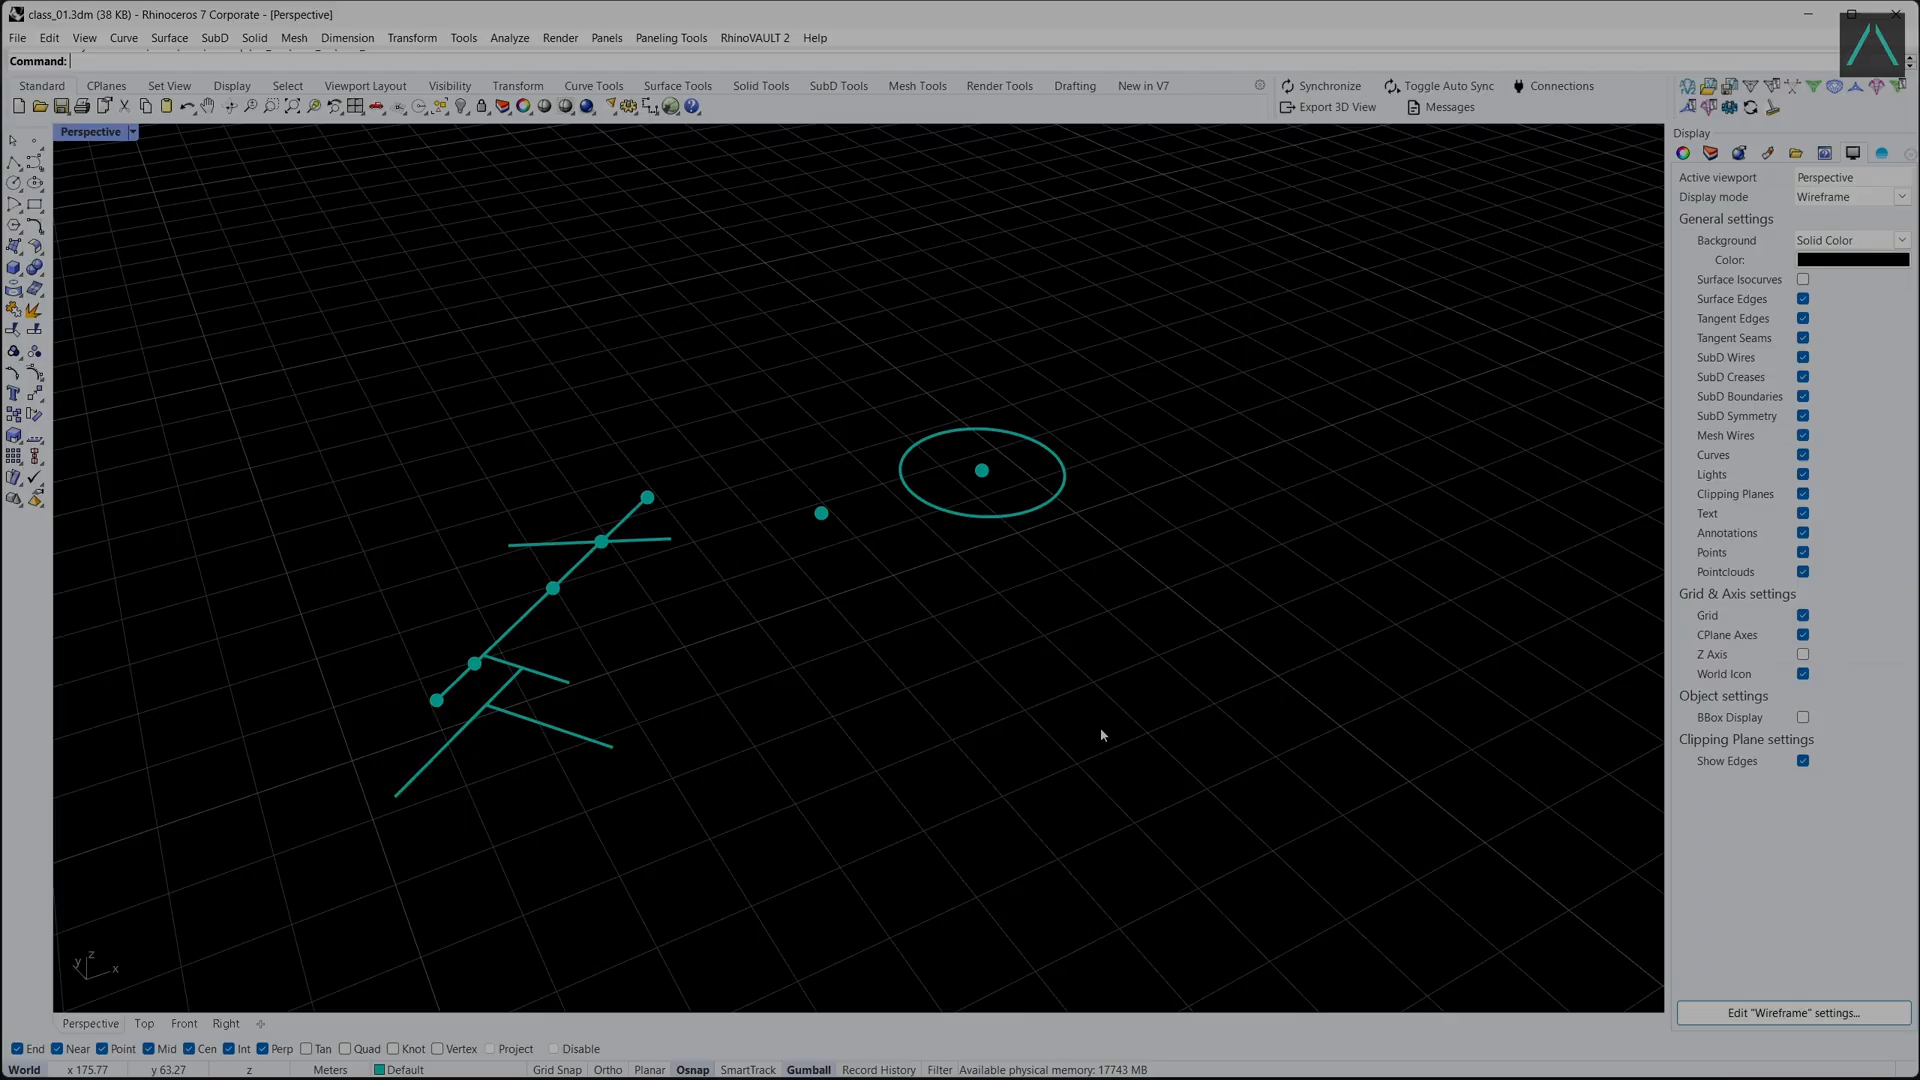 class_01.3dm (38 KB) - Rhinoceros 7 Corporate - [Perspective]
File Edit View Curve Surface SubD Solid Mesh Dimension Transform Tools Analyze Render Panels Paneling Tools RhinoVAULT 2 Help
Command:
Standard CPlanes Set View Display Select Viewport Layout Visibility Transform Curve Tools Surface Tools Solid Tools SubD Tools Mesh Tools Render Tools Drafting New in V7
Synchronize Toggle Auto Sync Connections
Export 3D View Messages
Perspective
Display
Active viewport Perspective
Display mode Wireframe
General settings
Background Solid Color
Color:
Surface Isocurves
Surface Edges
Tangent Edges
Tangent Seams
SubD Wires
SubD Creases
SubD Boundaries
SubD Symmetry
Mesh Wires
Curves
Lights
Clipping Planes
Text
Annotations
Points
Pointclouds
Grid & Axis settings
Grid
CPlane Axes
Z Axis
World Icon
Object settings
BBox Display
Clipping Plane settings
Show Edges
Edit "Wireframe" settings...
z
y
x
Perspective Top Front Right
End Near Point Mid Cen Int Perp Tan Quad Knot Vertex Project Disable
World x 175.77 y 63.27 z Meters Default Grid Snap Ortho Planar Osnap SmartTrack Gumball Record History Filter Available physical memory: 17743 MB